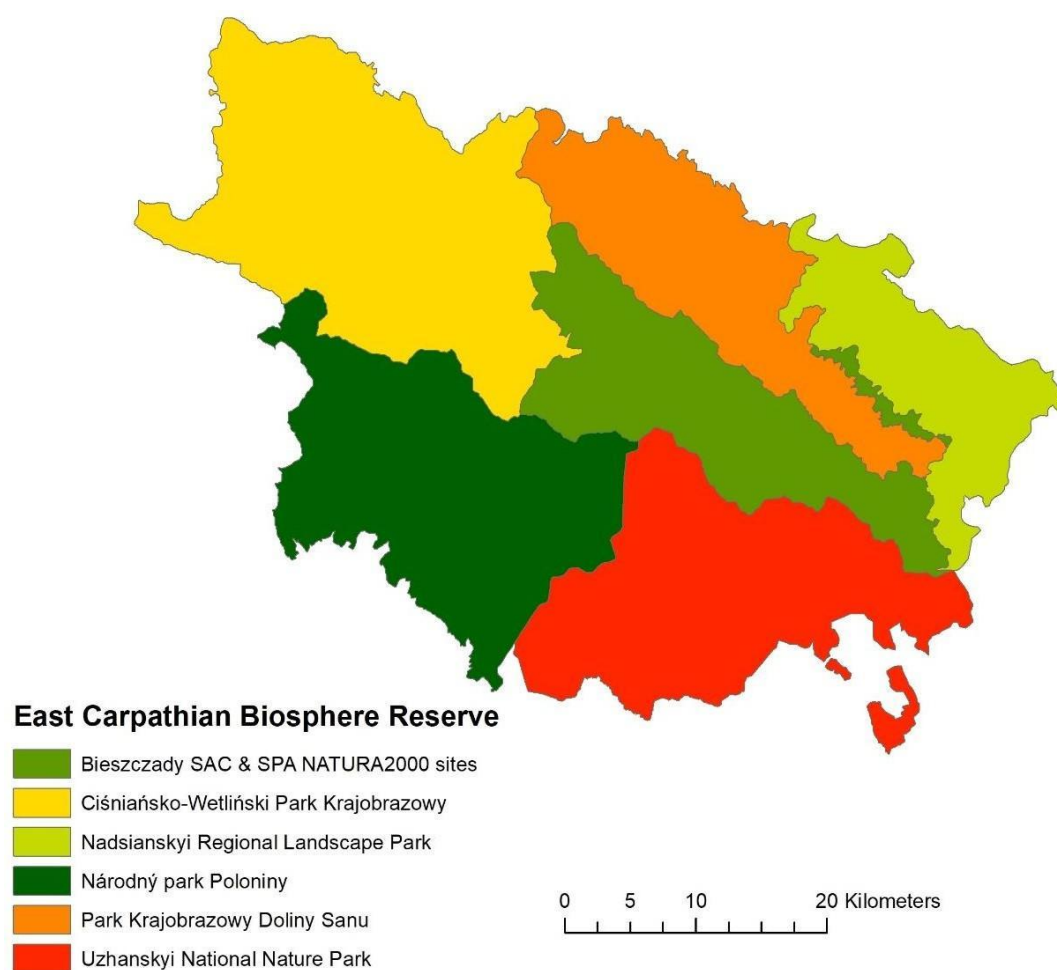 East Carpathian Biosphere Reserve
Bieszczady SAC & SPA NATURA2000 sites
Ciśniańsko-Wetliński Park Krajobrazowy
Nadsianskyi Regional Landscape Park
Národný park Poloniny
Park Krajobrazowy Doliny Sanu
Uzhanskyi National Nature Park
0 5 10 20 Kilometers